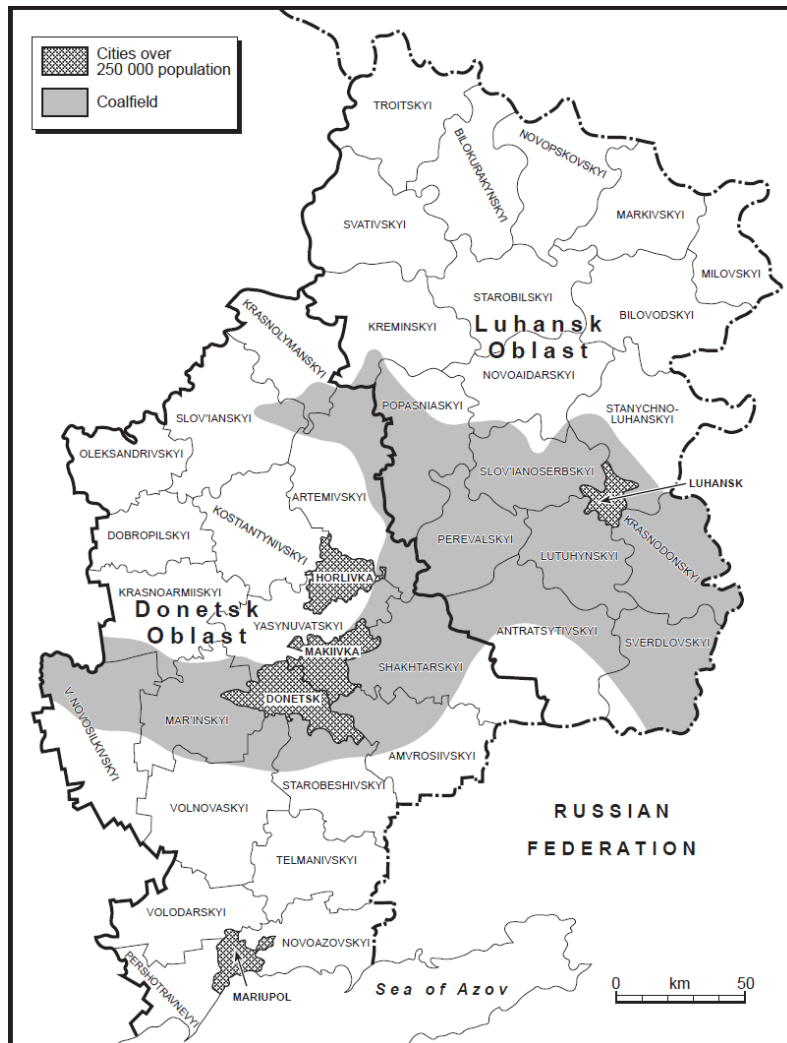 Cities over
250 000 population
Coalfield
TROITSKYI
BILOKURAKYNSKYI
NOVOPSKOVSKYI
SVATIVSKYI
MARKIVSKYI
MILOVSKYI
STAROBILSKYI
BILOVODSKYI
KREMINSKYI
Luhansk
Oblast
KRASNOLYMANSKYI
NOVOAIDARSKYI
POPASNIASKYI
STANYCHNO-
LUHANSKYI
SLOV'IANSKYI
OLEKSANDRIVSKYI
SLOV'IANOSERBSKYI
LUHANSK
ARTEMIVSKYI
KOSTIANTYNIVSKYI
DOBROPILSKYI
PEREVALSKYI
LUTUHYNSKYI
KRASNODONSKYI
HORLIVKA
KRASNOARMIISKYI
Donetsk
Oblast
YASYNUVATSKYI
ANTRATSYTIVSKYI
SVERDLOVSKYI
MAKIIVKA
SHAKHTARSKYI
DONETSK
V. NOVOSILKIVSKYI
MAR'INSKYI
AMVROSIIVSKYI
STAROBESHIVSKYI
VOLNOVASKYI
RUSSIAN
FEDERATION
TELMANIVSKYI
VOLODARSKYI
NOVOAZOVSKYI
PERSHOTRAVNEVYI
MARIUPOL
Sea of Azov
0 km 50